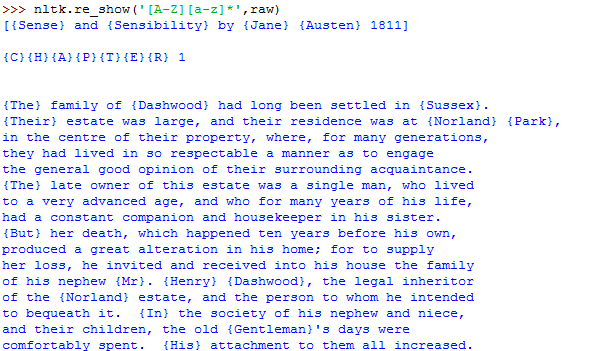 >>> nltk.re_show('[A-Z][a-z]*',raw)
[{Sense} and {Sensibility} by {Jane} {Austen} 1811]
{C}{H}{A}{P}{T}{E}{R} 1
{The} family of {Dashwood} had long been settled in {Sussex}.
{Their} estate was large, and their residence was at {Norland} {Park},
in the centre of their property, where, for many generations,
they had lived in so respectable a manner as to engage
the general good opinion of their surrounding acquaintance.
{The} late owner of this estate was a single man, who lived
to a very advanced age, and who for many years of his life,
had a constant companion and housekeeper in his sister.
{But} her death, which happened ten years before his own,
produced a great alteration in his home; for to supply
her loss, he invited and received into his house the family
of his nephew {Mr}. {Henry} {Dashwood}, the legal inheritor
of the {Norland} estate, and the person to whom he intended
to bequeath it.  {In} the society of his nephew and niece,
and their children, the old {Gentleman}'s days were
comfortably spent.  {His} attachment to them all increased.